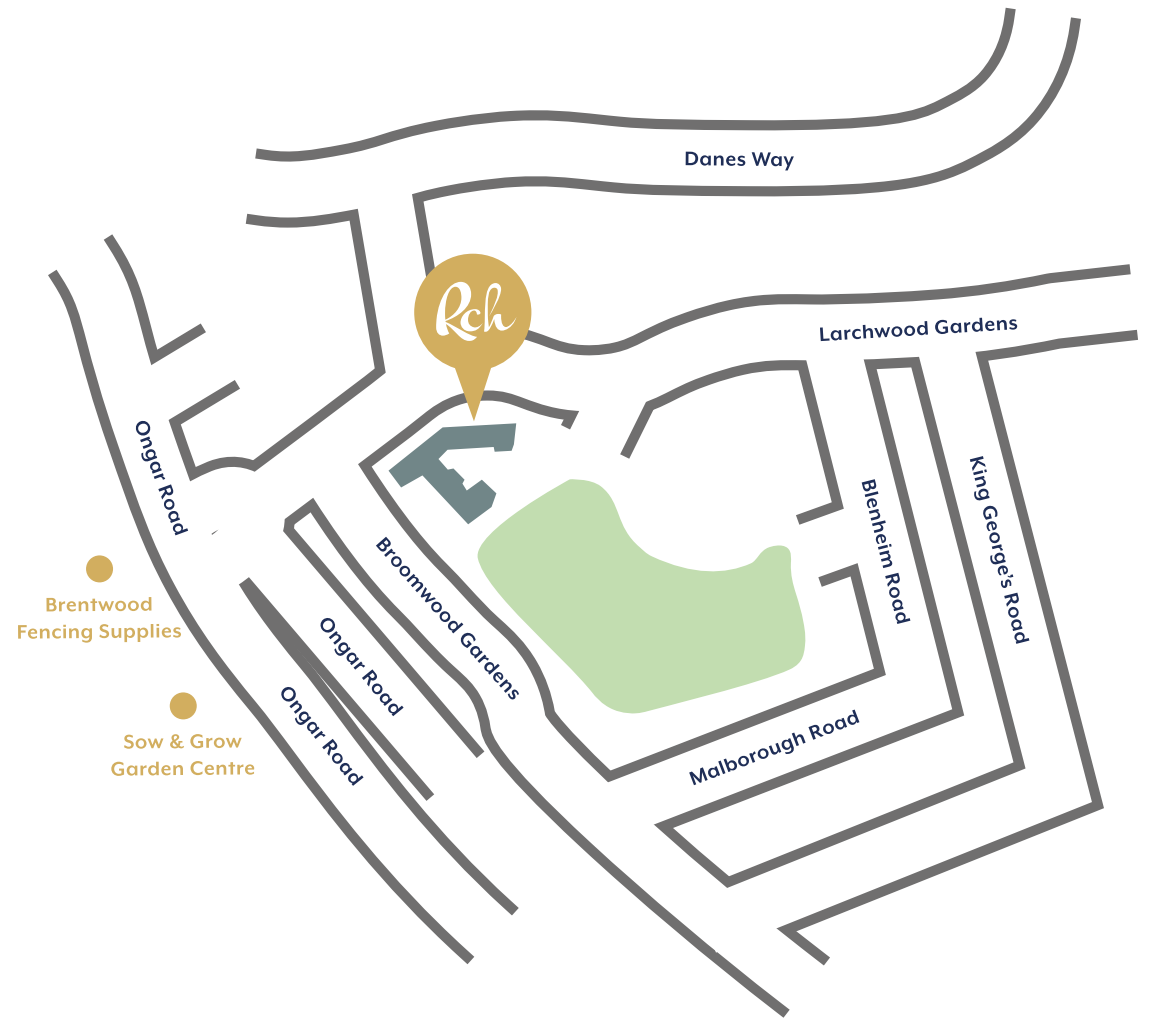 Danes Way
Rch
Larchwood Gardens
Ongar Road
King George's Road
Blenheim Road
Broomwood Gardens
Brentwood
Fencing Supplies
Ongar Road
Ongar Road
Malborough Road
Sow & Grow
Garden Centre